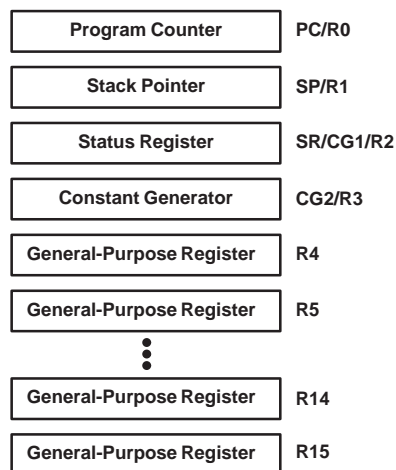 Program Counter PC/R0
Stack Pointer SP/R1
Status Register SR/CG1/R2
Constant Generator CG2/R3
General-Purpose Register R4
General-Purpose Register R5
General-Purpose Register R14
General-Purpose Register R15